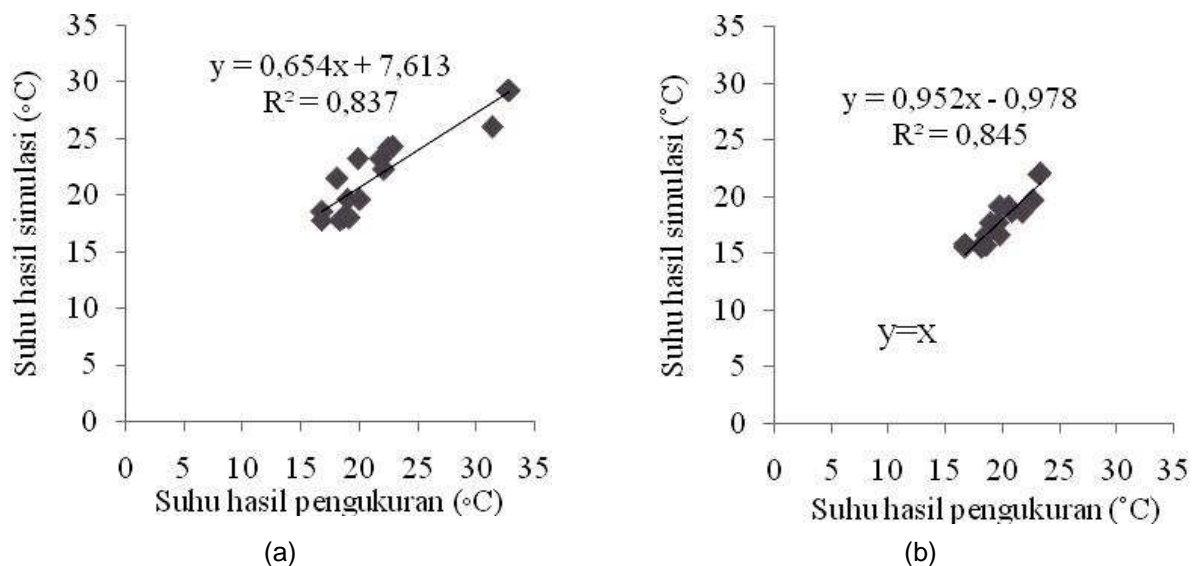 Suhu hasil simulasi (◦C)
35
30
25
20
15
10
5
0
y = 0,654x + 7,613
R² = 0,837
0 5 10 15 20 25 30 35
Suhu hasil pengukuran (◦C)
(a)
Suhu hasil simulasi (˚C)
35
30
25
20
15
10
5
0
y = 0,952x - 0,978
R² = 0,845
y=x
0 5 10 15 20 25 30 35
Suhu hasil pengukuran (˚C)
(b)